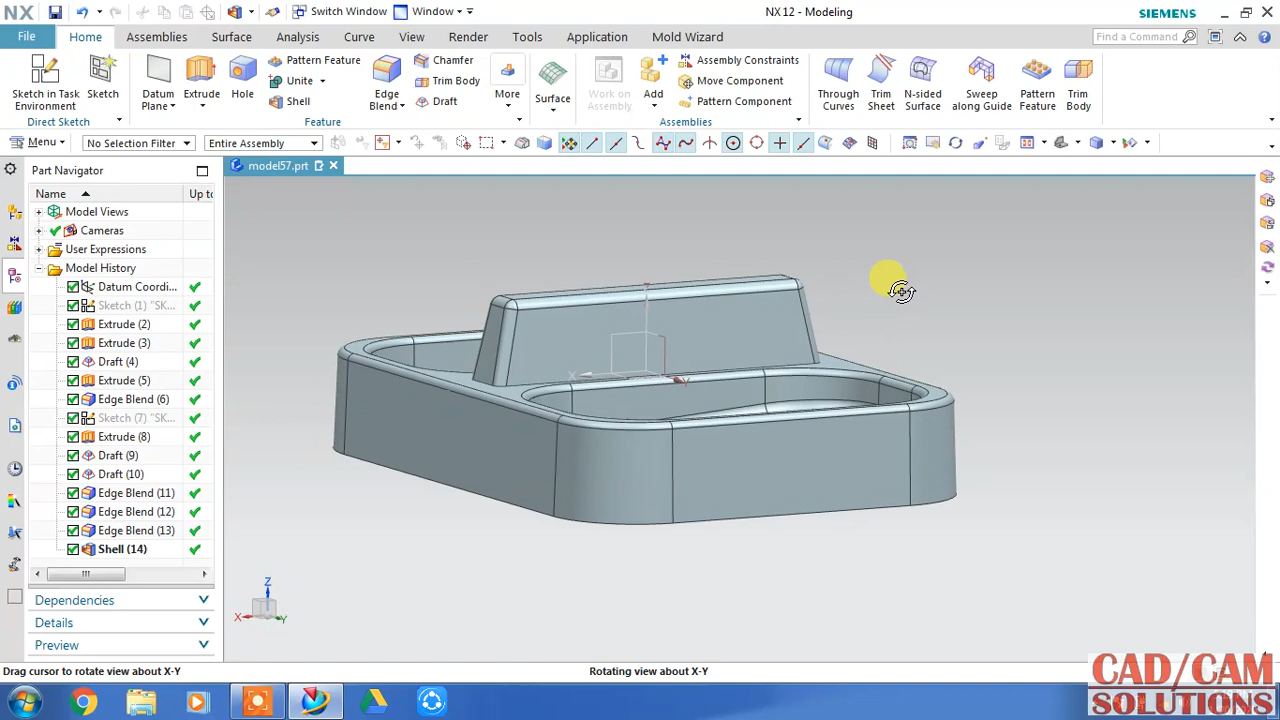 NX
Switch Window
Window
NX 12 - Modeling
SIEMENS
File
Home
Assemblies
Surface
Analysis
Curve
View
Render
Tools
Application
Mold Wizard
Find a Command
Sketch in Task
Environment
Sketch
Direct Sketch
Datum
Plane
Extrude
Hole
Pattern Feature
Unite
Shell
Edge
Blend
Chamfer
Trim Body
Draft
More
Feature
Surface
Work on
Assembly
Add
Assembly Constraints
Move Component
Pattern Component
Assemblies
Through
Curves
Trim
Sheet
N-sided
Surface
Sweep
along Guide
Pattern
Feature
Trim
Body
Menu
No Selection Filter
Entire Assembly
Part Navigator
model57.prt
Name
Up to
Model Views
Cameras
User Expressions
Model History
Datum Coordi...
Sketch (1) "SK...
Extrude (2)
Extrude (3)
Draft (4)
Extrude (5)
Edge Blend (6)
Sketch (7) "SK...
Extrude (8)
Draft (9)
Draft (10)
Edge Blend (11)
Edge Blend (12)
Edge Blend (13)
Shell (14)
X
Y
Dependencies
Details
Preview
Z
X
Y
Drag cursor to rotate view about X-Y
Rotating view about X-Y
CAD/CAM
SOLUTIONS